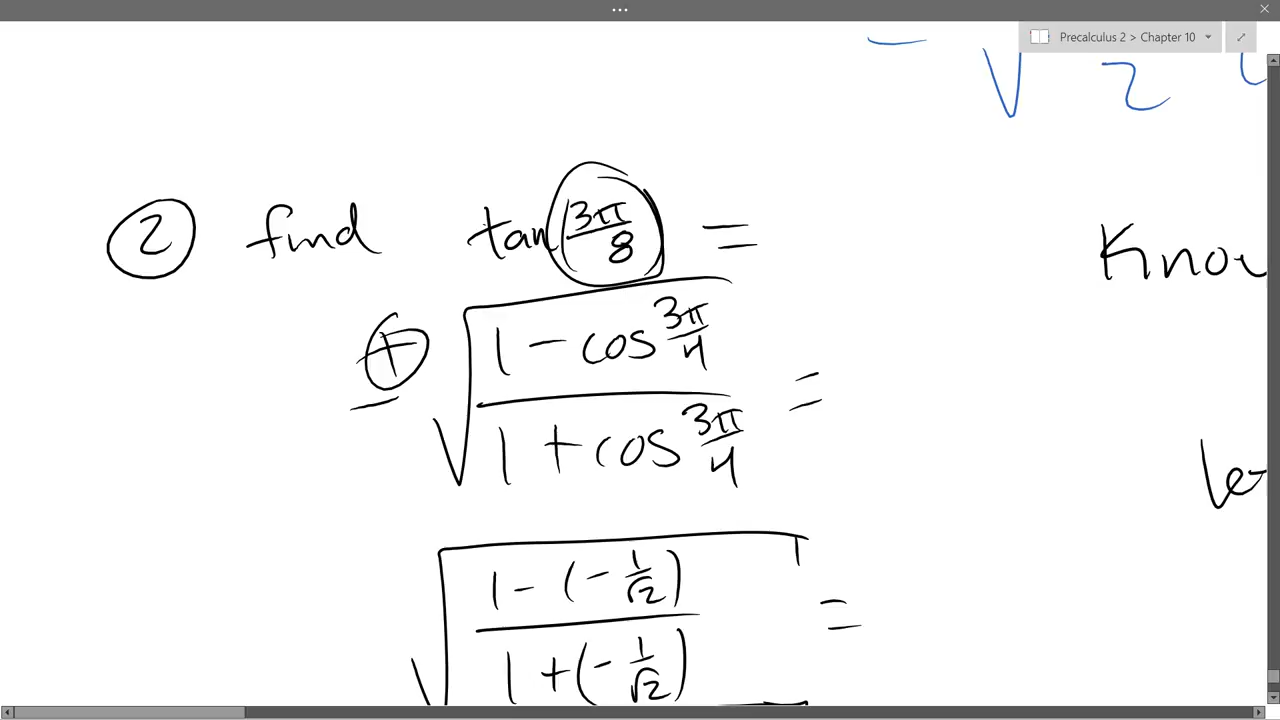 Precalculus 2 > Chapter 10
② find tan(3π/8) =
± √((1 - cos 3π/4)/(1 + cos 3π/4)) =
√((1 - (-1/√2))/(1 + (-1/√2))) =